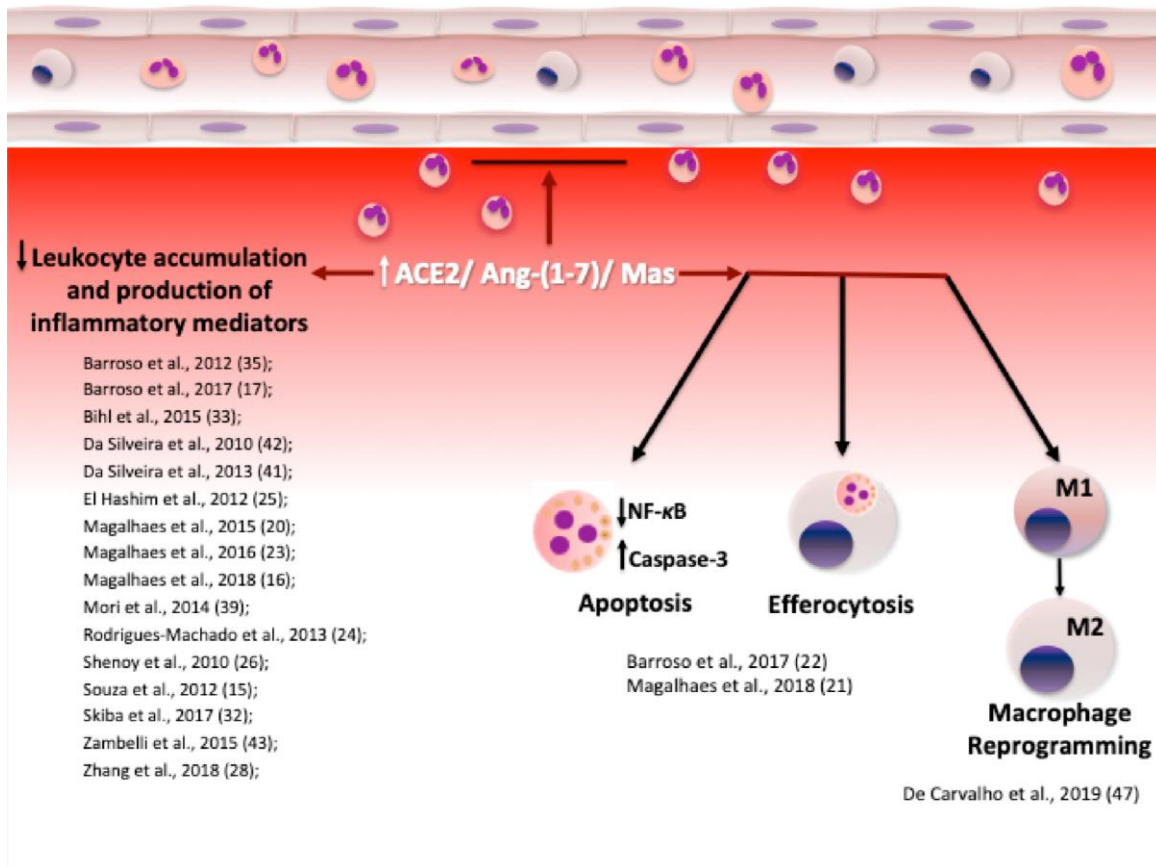 ↓ Leukocyte accumulation
and production of
inflammatory mediators
↑ ACE2/ Ang-(1-7)/ Mas
Barroso et al., 2012 (35);
Barroso et al., 2017 (17);
Bihl et al., 2015 (33);
Da Silveira et al., 2010 (42);
Da Silveira et al., 2013 (41);
El Hashim et al., 2012 (25);
Magalhaes et al., 2015 (20);
Magalhaes et al., 2016 (23);
Magalhaes et al., 2018 (16);
Mori et al., 2014 (39);
Rodrigues-Machado et al., 2013 (24);
Shenoy et al., 2010 (26);
Souza et al., 2012 (15);
Skiba et al., 2017 (32);
Zambelli et al., 2015 (43);
Zhang et al., 2018 (28);
↓NF-κB
↑Caspase-3
Apoptosis
Efferocytosis
Barroso et al., 2017 (22)
Magalhaes et al., 2018 (21)
M1
M2
Macrophage
Reprogramming
De Carvalho et al., 2019 (47)